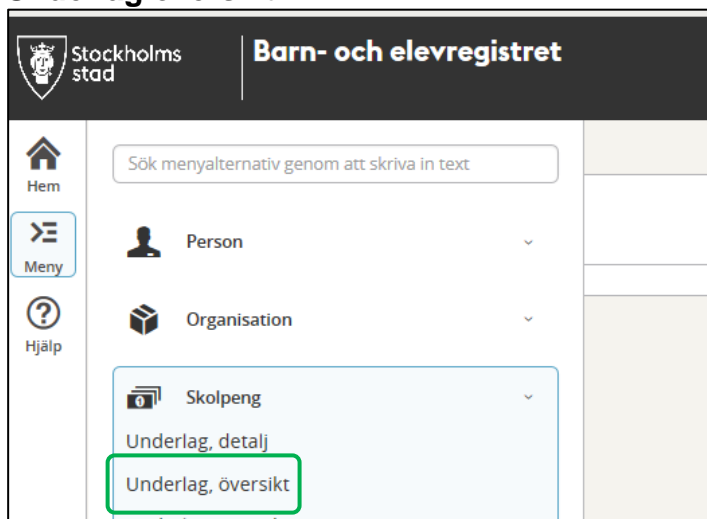 Stockholms
stad
Barn- och elevregistret
Hem
Sök menyalternativ genom att skriva in text
Meny
Person
Organisation
Hjälp
Skolpeng
Underlag, detalj
Underlag, översikt